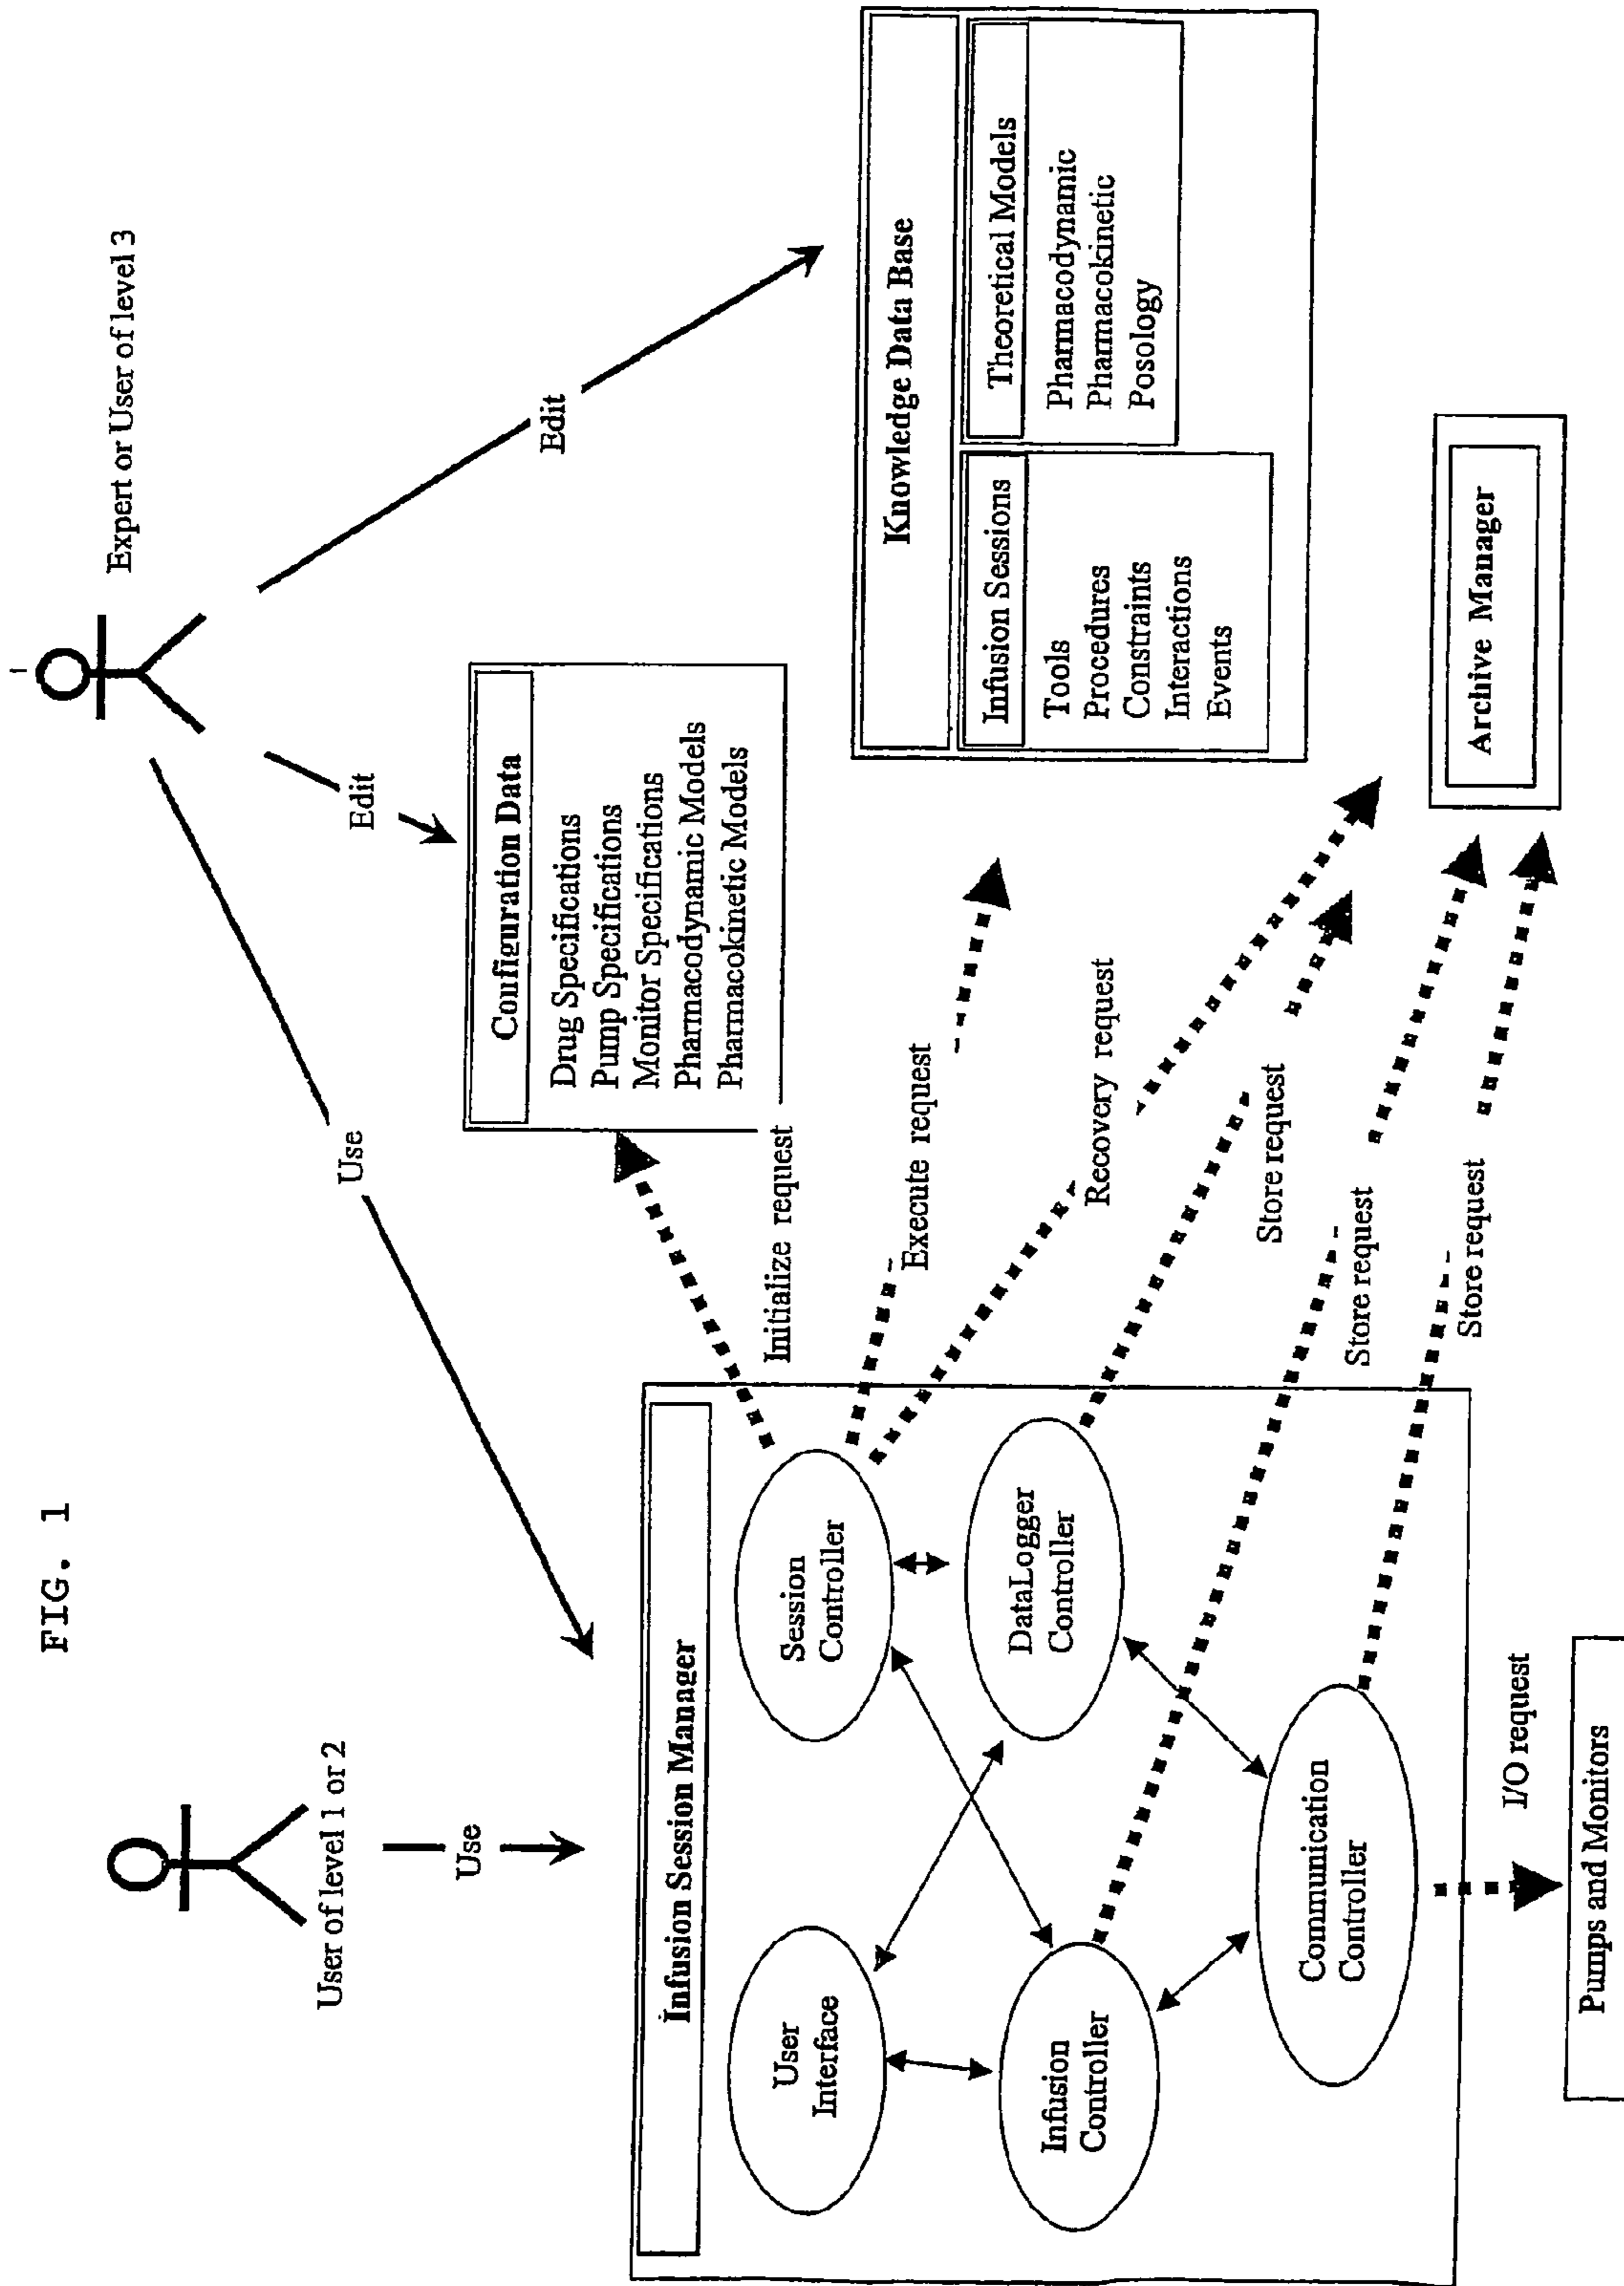 FIG. 1
User of level 1 or 2
Expert or User of level 3
Use
Use
Edit
Edit
Configuration Data
Drug Specifications
Pump Specifications
Monitor Specifications
Pharmacodynamic Models
Pharmacokinetic Models
Infusion Session Manager
User
Interface
Session
Controller
Infusion
Controller
DataLogger
Controller
Communication
Controller
Initialize request
Execute request
Recovery request
Store request
Store request
Store request
I/O request
Pumps and Monitors
Knowledge Data Base
Infusion Sessions
Tools
Procedures
Constraints
Interactions
Events
Theoretical Models
Pharmacodynamic
Pharmacokinetic
Posology
Archive Manager